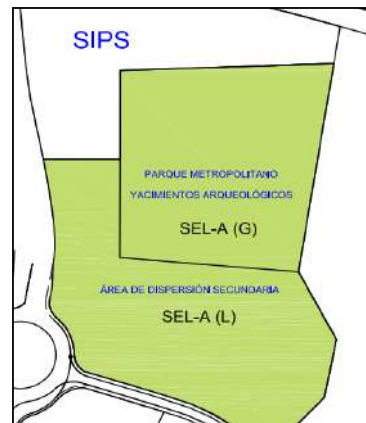 SIPS
PARQUE METROPOLITANO
YACIMIENTOS ARQUEOLÓGICOS
SEL-A (G)
ÁREA DE DISPERSIÓN SECUNDARIA
SEL-A (L)